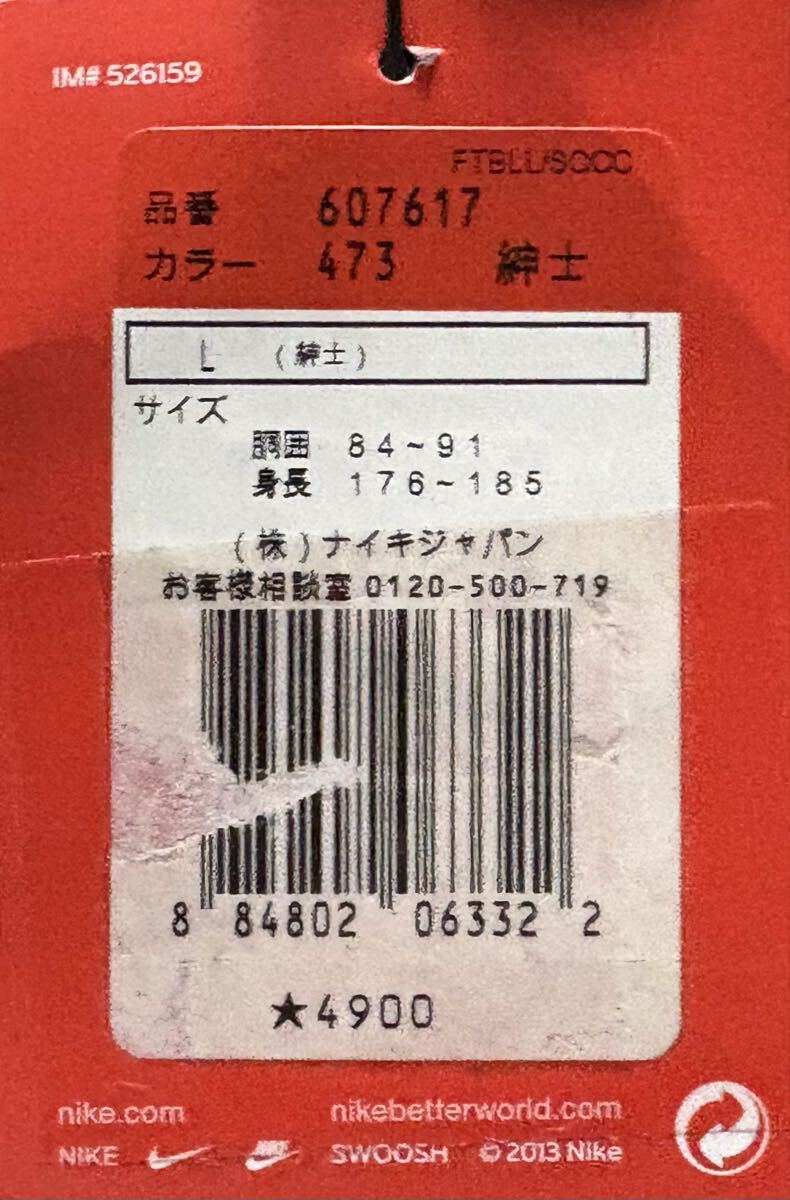 IM# 526159
FTBLL/SOCC
品番 607617
カラー 473 紳士
L (紳士)
サイズ
胴囲 84~91
身長 176~185
(株)ナイキジャパン
お客様相談室 0120-500-719
8 84802 06332 2
★4900
nike.com nikebetterworld.com
NIKE SWOOSH © 2013 Nike